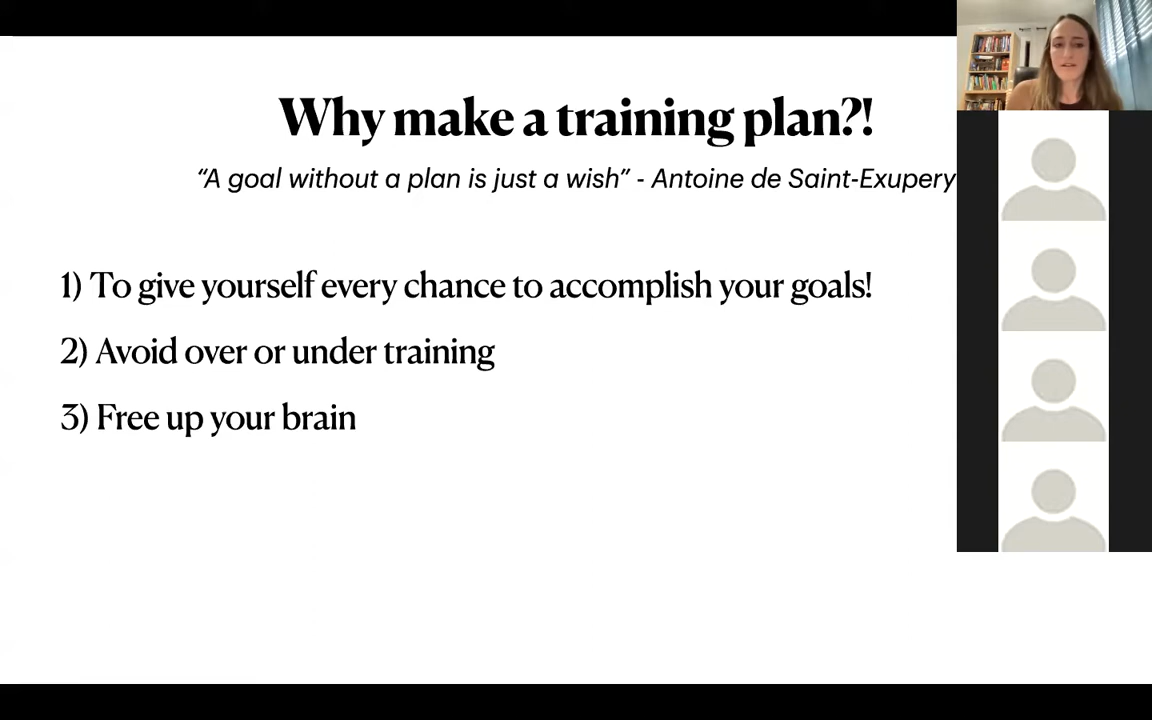 Why make a training plan?!
“A goal without a plan is just a wish” - Antoine de Saint-Exupery
1) To give yourself every chance to accomplish your goals!
2) Avoid over or under training
3) Free up your brain